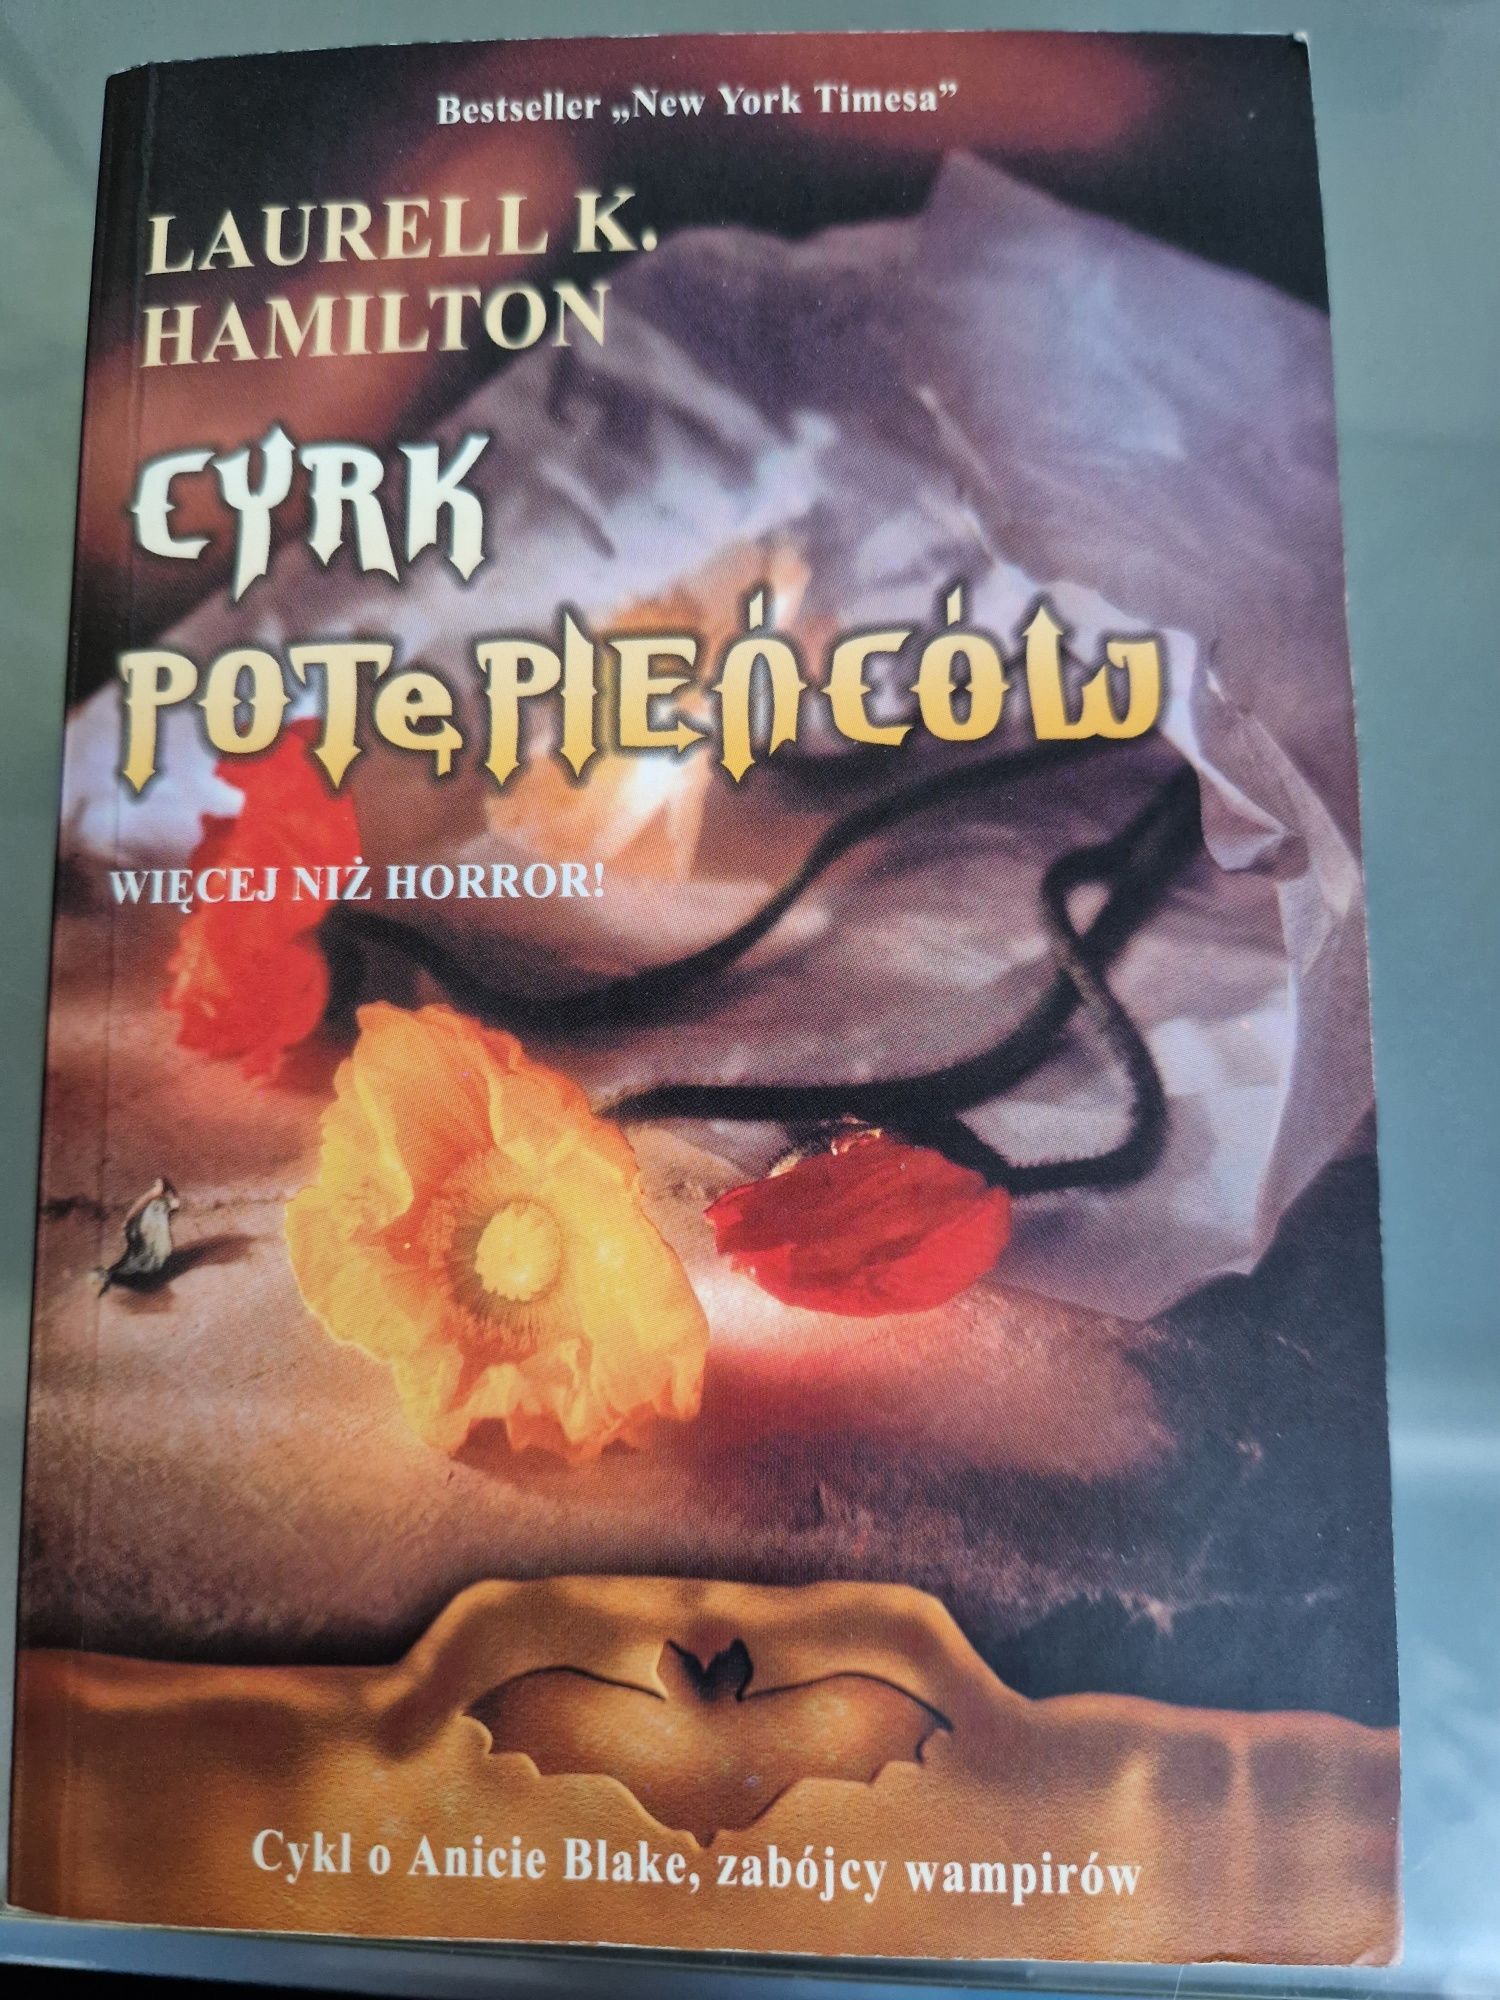 Bestseller „New York Timesa”
LAURELL K.
HAMILTON
CYRK
POTĘPIEŃCÓW
WIĘCEJ NIŻ HORROR!
Cykl o Anicie Blake, zabójcy wampirów